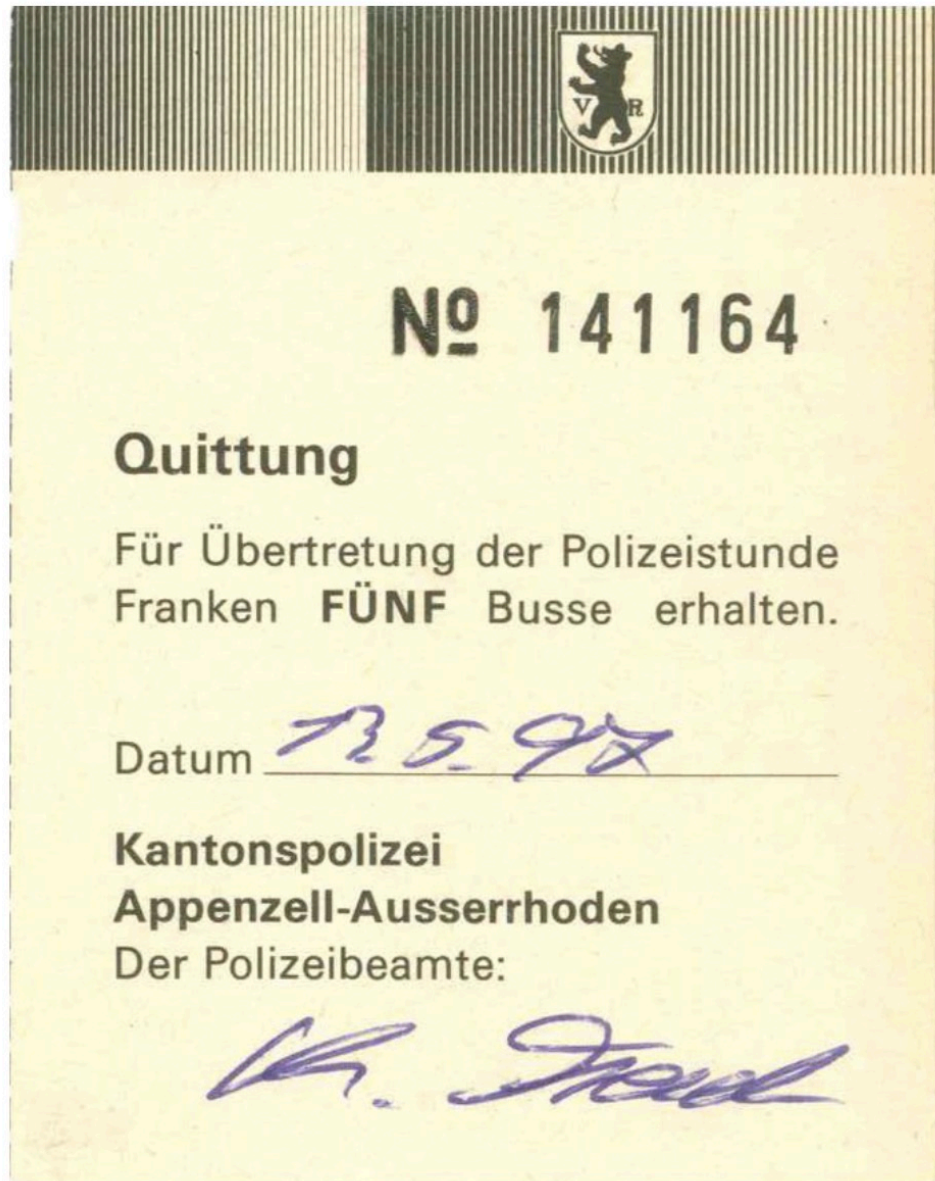 V R
Nº 141164
Quittung
Für Übertretung der Polizeistunde
Franken FÜNF Busse erhalten.
Datum 13.5.97
Kantonspolizei
Appenzell-Ausserrhoden
Der Polizeibeamte: